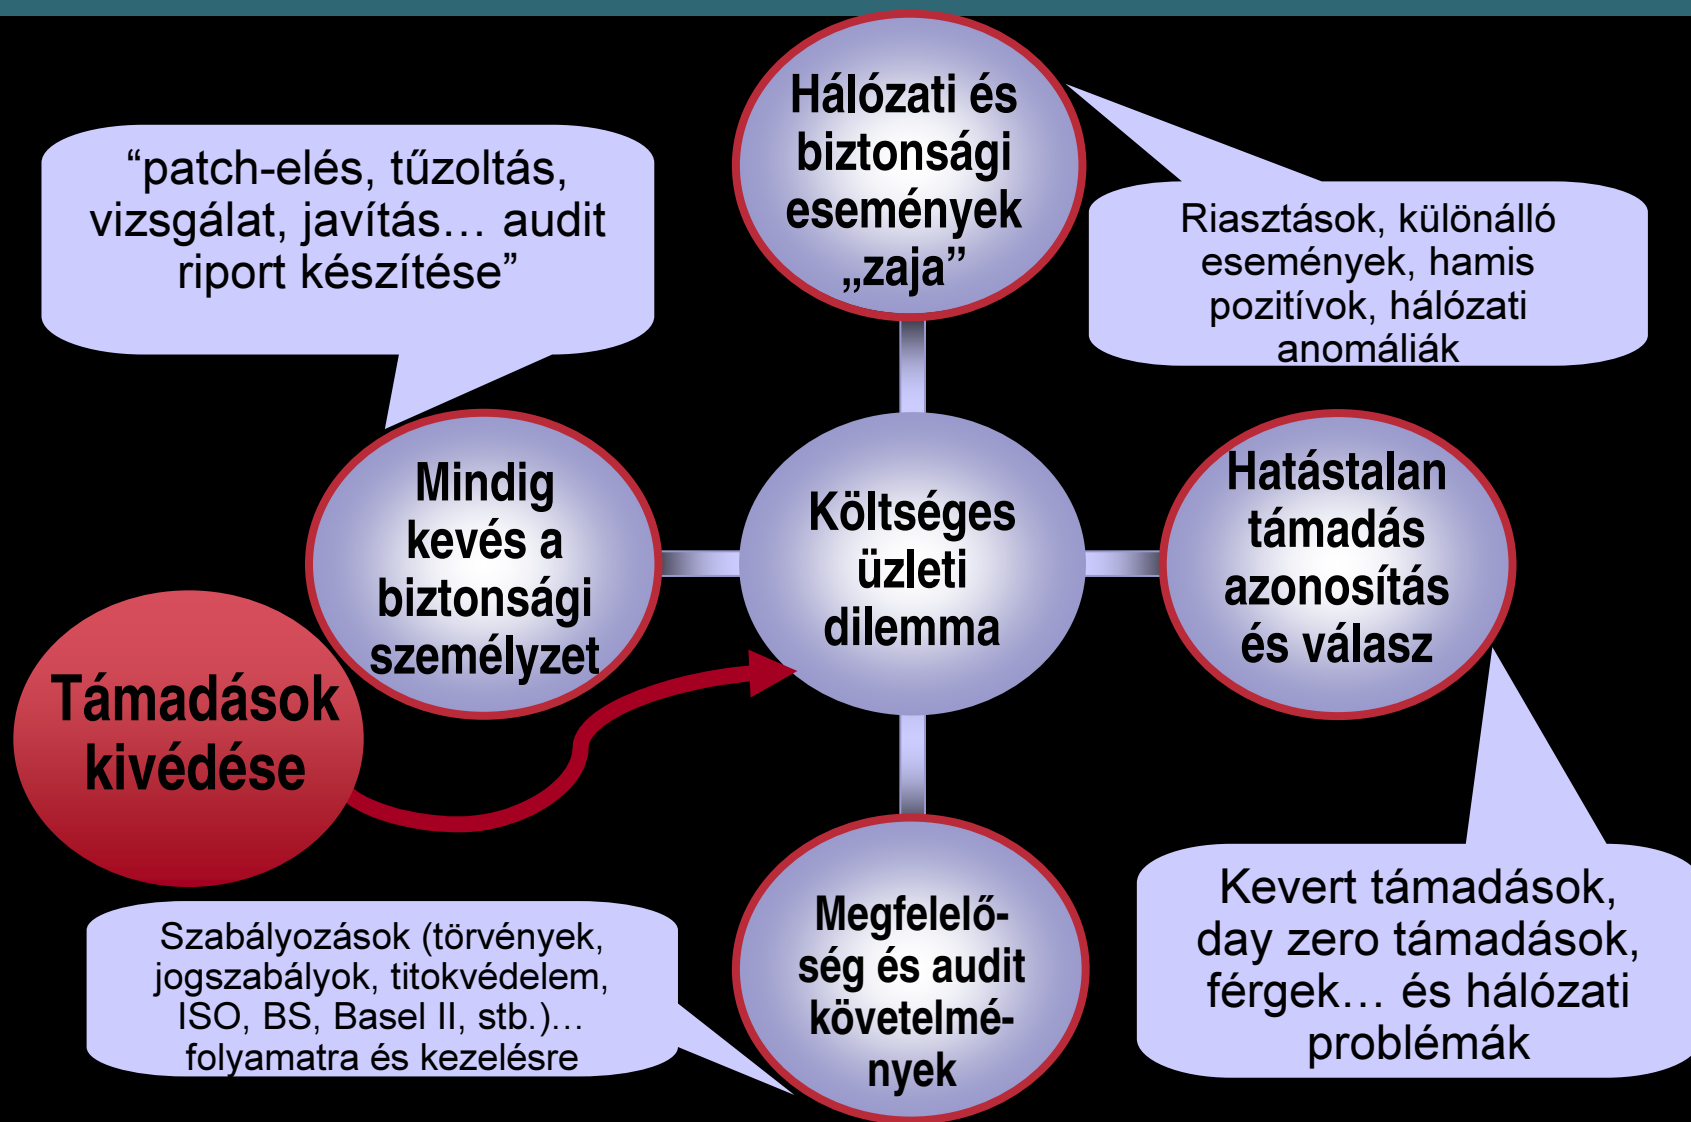 Hálózati és
biztonsági
események
„zaja”
“patch-elés, tűzoltás,
vizsgálat, javítás… audit
riport készítése”
Riasztások, különálló
események, hamis
pozitívok, hálózati
anomáliák
Mindig
kevés a
biztonsági
személyzet
Költséges
üzleti
dilemma
Hatástalan
támadás
azonosítás
és válasz
Támadások
kivédése
Megfelelő-
ség és audit
követelmé-
nyek
Szabályozások (törvények,
jogszabályok, titokvédelem,
ISO, BS, Basel II, stb.)…
folyamatra és kezelésre
Kevert támadások,
day zero támadások,
férgek… és hálózati
problémák